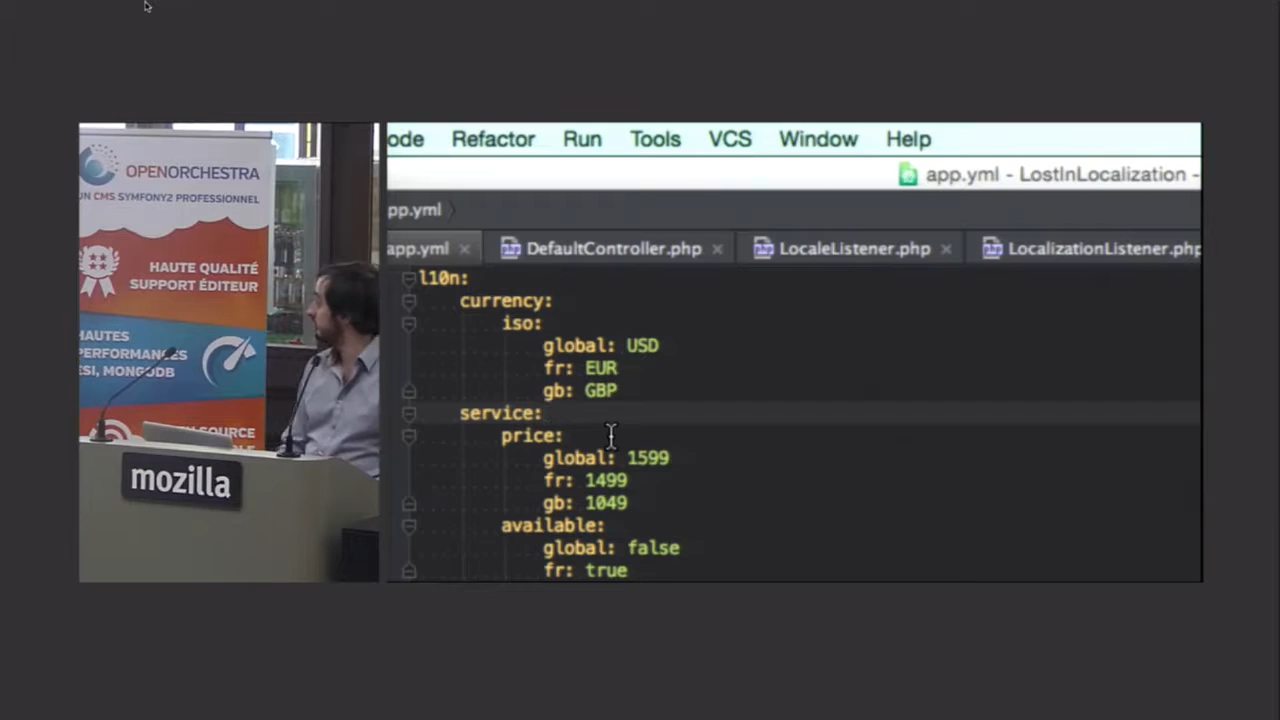 OPENORCHESTRA
UN CMS SYMFONY2 PROFESSIONNEL
HAUTE QUALITÉ
SUPPORT ÉDITEUR
HAUTES
PERFORMANCES
ESI, MONGODB
SOURCE
mozilla
ode Refactor Run Tools VCS Window Help
app.yml - LostInLocalization -
pp.yml
app.yml × DefaultController.php × LocaleListener.php × LocalizationListener.php
l10n:
currency:
iso:
global: USD
fr: EUR
gb: GBP
service:
price:
global: 1599
fr: 1499
gb: 1049
available:
global: false
fr: true